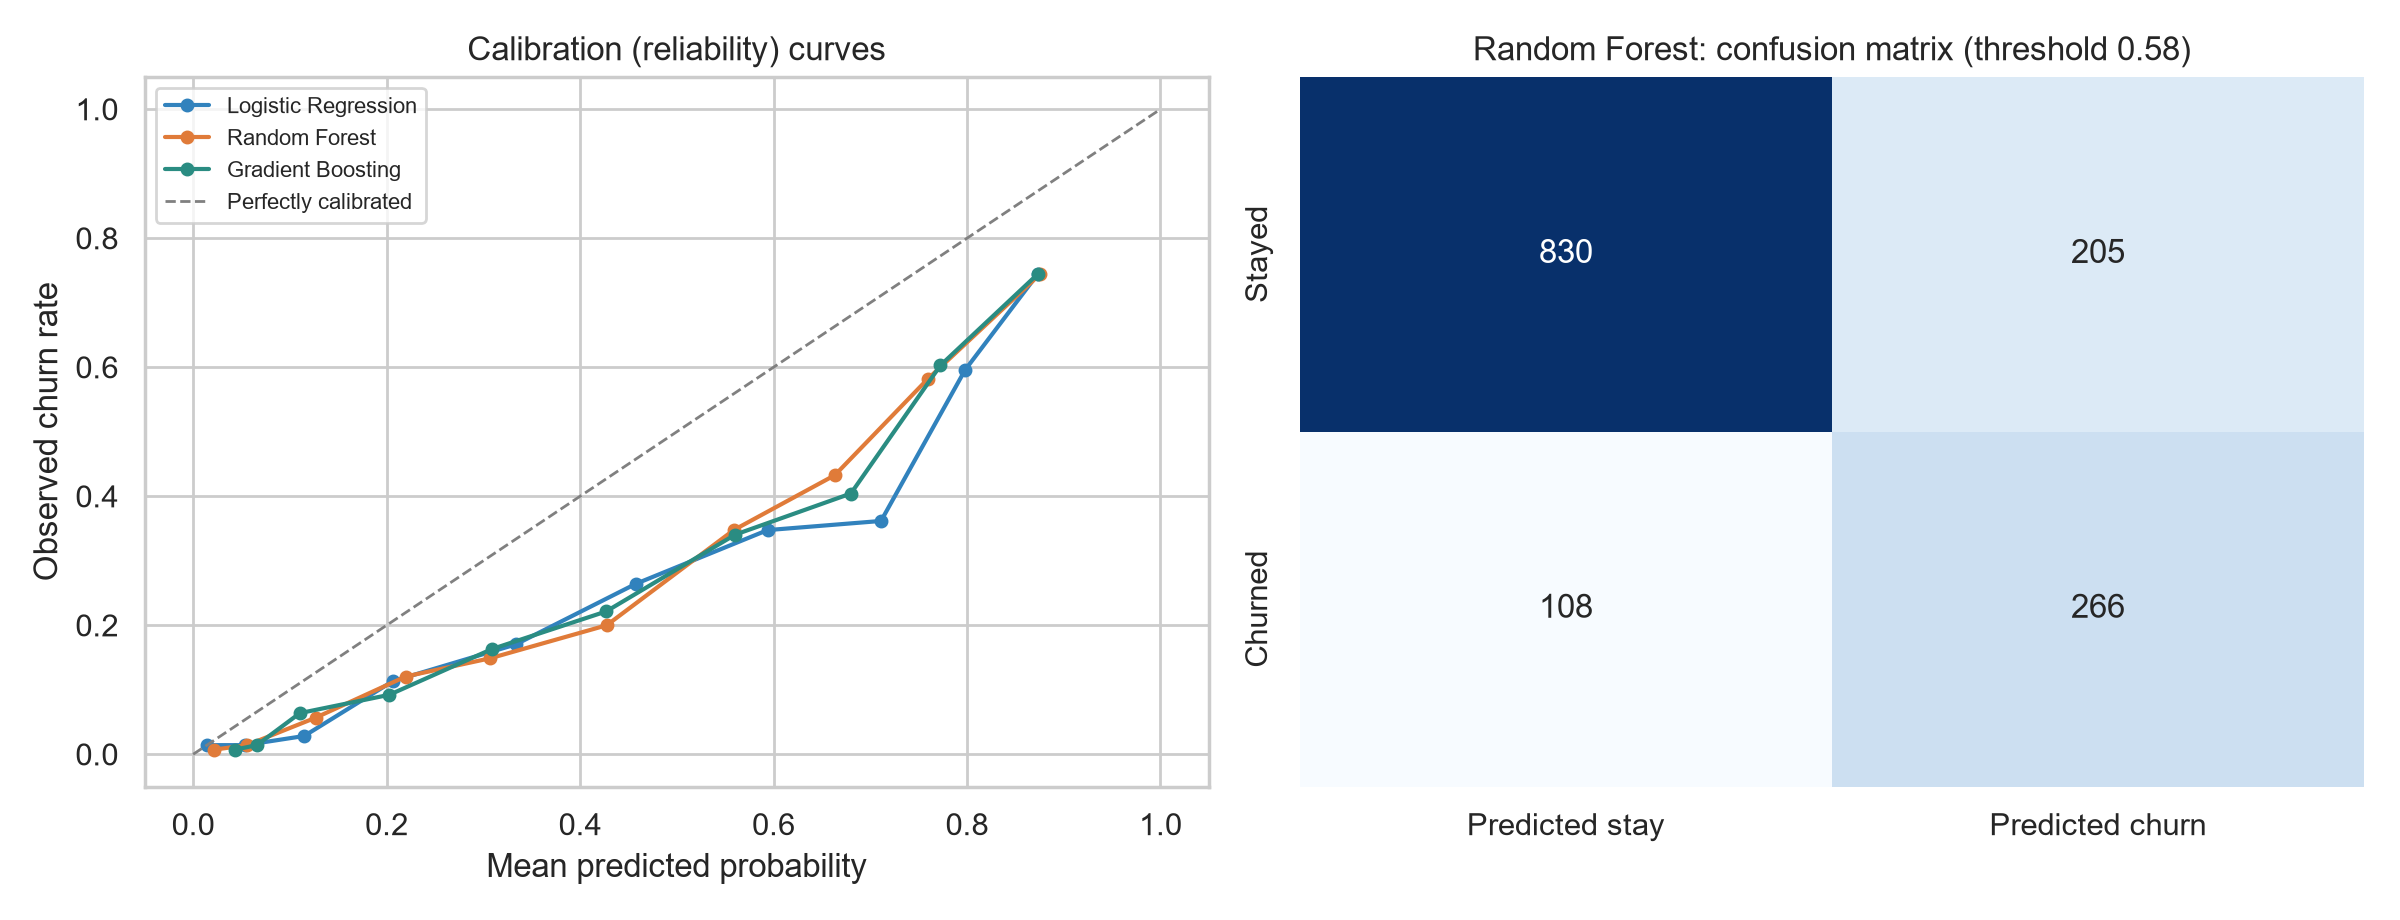 Calibration (reliability) curves
Logistic Regression
Random Forest
Gradient Boosting
Perfectly calibrated
1.0
0.8
0.6
0.4
0.2
0.0
Observed churn rate
0.0 0.2 0.4 0.6 0.8 1.0
Mean predicted probability
Random Forest: confusion matrix (threshold 0.58)
Stayed
830 205
Churned
108 266
Predicted stay Predicted churn